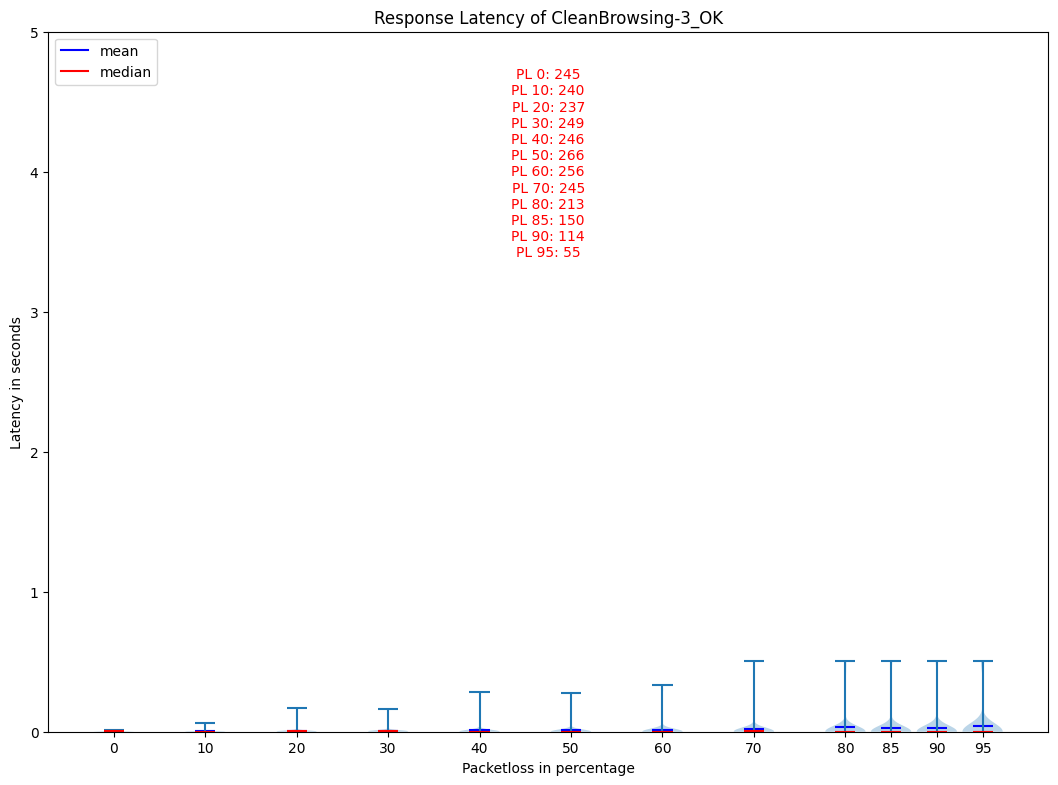 Response Latency of CleanBrowsing-3_OK
mean
median
PL 0: 245
PL 10: 240
PL 20: 237
PL 30: 249
PL 40: 246
PL 50: 266
PL 60: 256
PL 70: 245
PL 80: 213
PL 85: 150
PL 90: 114
PL 95: 55
Latency in seconds
5
4
3
2
1
0
0 10 20 30 40 50 60 70 80 85 90 95
Packetloss in percentage